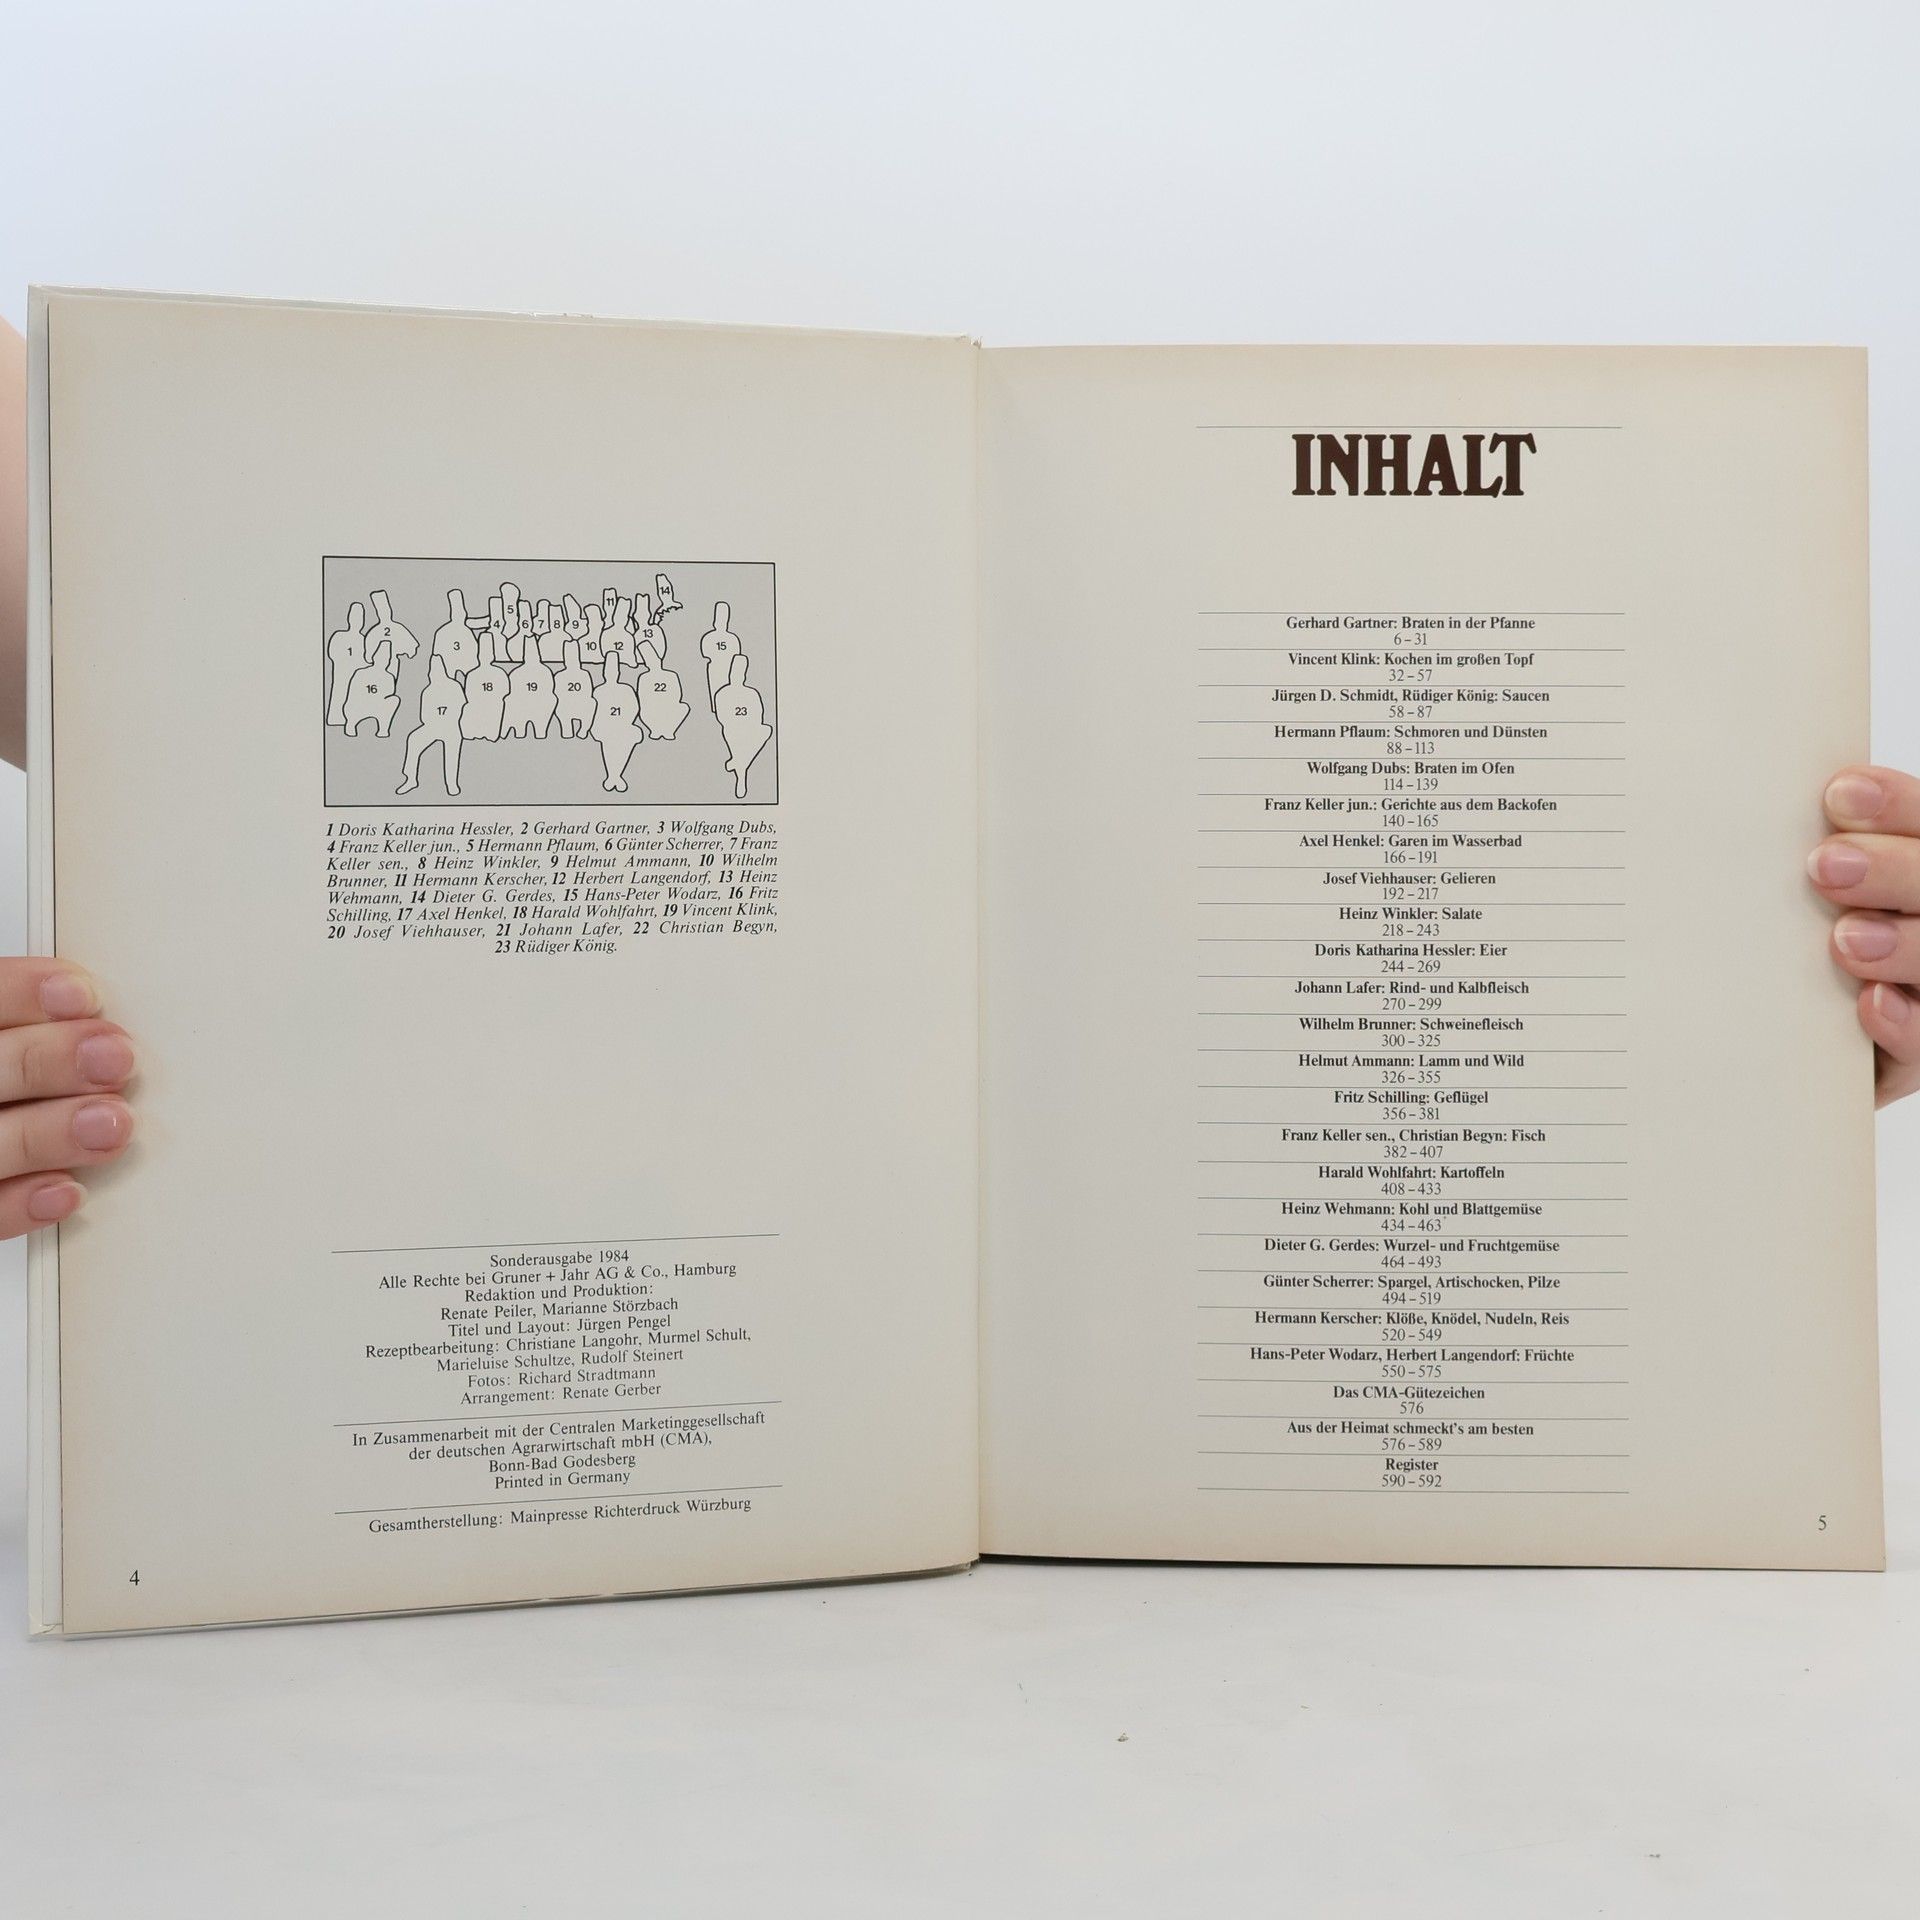 1
2
3
4
5
6
7
8
9
10
11
12
13
14
15
16
17
18
19
20
21
22
23
1 Doris Katharina Hessler, 2 Gerhard Gartner, 3 Wolfgang Dubs,
4 Franz Keller jun., 5 Hermann Pflaum, 6 Günter Scherrer, 7 Franz
Keller sen., 8 Heinz Winkler, 9 Helmut Ammann, 10 Wilhelm
Brunner, 11 Hermann Kerscher, 12 Herbert Langendorf, 13 Heinz
Wehmann, 14 Dieter G. Gerdes, 15 Hans-Peter Wodarz, 16 Fritz
Schilling, 17 Axel Henkel, 18 Harald Wohlfahrt, 19 Vincent Klink,
20 Josef Viehhauser, 21 Johann Lafer, 22 Christian Begyn,
23 Rüdiger König.
Sonderausgabe 1984
Alle Rechte bei Gruner + Jahr AG & Co., Hamburg
Redaktion und Produktion:
Renate Peiler, Marianne Störzbach
Titel und Layout: Jürgen Pengel
Rezeptbearbeitung: Christiane Langohr, Murmel Schult,
Marieluise Schultze, Rudolf Steinert
Fotos: Richard Stradtmann
Arrangement: Renate Gerber
In Zusammenarbeit mit der Centralen Marketinggesellschaft
der deutschen Agrarwirtschaft mbH (CMA),
Bonn-Bad Godesberg
Printed in Germany
Gesamtherstellung: Mainpresse Richterdruck Würzburg
4
INHALT
Gerhard Gartner: Braten in der Pfanne
6–31
Vincent Klink: Kochen im großen Topf
32–57
Jürgen D. Schmidt, Rüdiger König: Saucen
58–87
Hermann Pflaum: Schmoren und Dünsten
88–113
Wolfgang Dubs: Braten im Ofen
114–139
Franz Keller jun.: Gerichte aus dem Backofen
140–165
Axel Henkel: Garen im Wasserbad
166–191
Josef Viehhauser: Gelieren
192–217
Heinz Winkler: Salate
218–243
Doris Katharina Hessler: Eier
244–269
Johann Lafer: Rind- und Kalbfleisch
270–299
Wilhelm Brunner: Schweinefleisch
300–325
Helmut Ammann: Lamm und Wild
326–355
Fritz Schilling: Geflügel
356–381
Franz Keller sen., Christian Begyn: Fisch
382–407
Harald Wohlfahrt: Kartoffeln
408–433
Heinz Wehmann: Kohl und Blattgemüse
434–463
Dieter G. Gerdes: Wurzel- und Fruchtgemüse
464–493
Günter Scherrer: Spargel, Artischocken, Pilze
494–519
Hermann Kerscher: Klöße, Knödel, Nudeln, Reis
520–549
Hans-Peter Wodarz, Herbert Langendorf: Früchte
550–575
Das CMA-Gütezeichen
576
Aus der Heimat schmeckt's am besten
576–589
Register
590–592
5